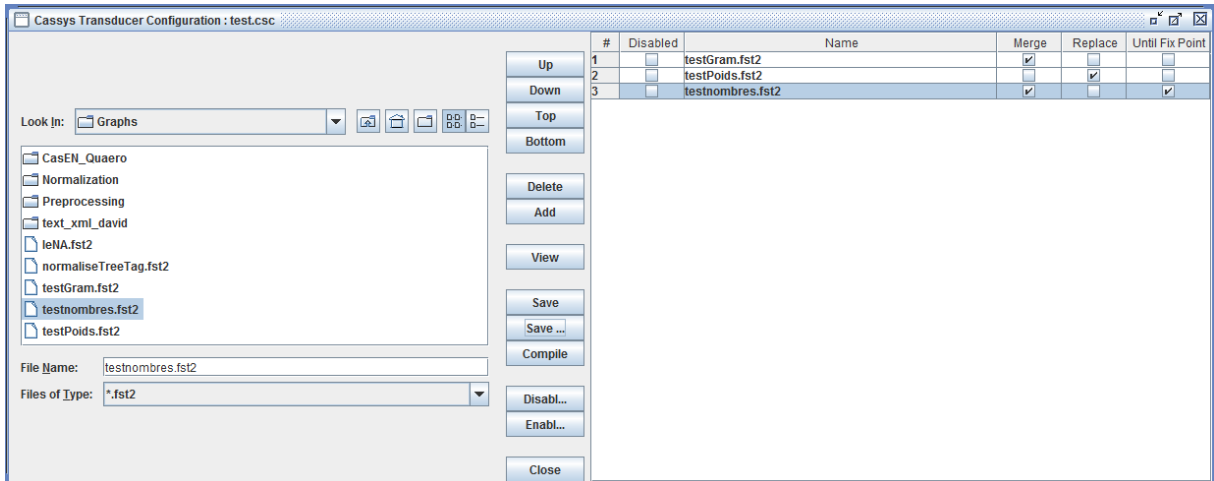 Cassys Transducer Configuration : test.csc
Look In: Graphs
CasEN_Quaero
Normalization
Preprocessing
text_xml_david
leNA.fst2
normaliseTreeTag.fst2
testGram.fst2
testnombres.fst2
testPoids.fst2
File Name: testnombres.fst2
Files of Type: *.fst2
Up
Down
Top
Bottom
Delete
Add
View
Save
Save ...
Compile
Disabl...
Enabl...
Close
# Disabled Name Merge Replace Until Fix Point
1 testGram.fst2
2 testPoids.fst2
3 testnombres.fst2